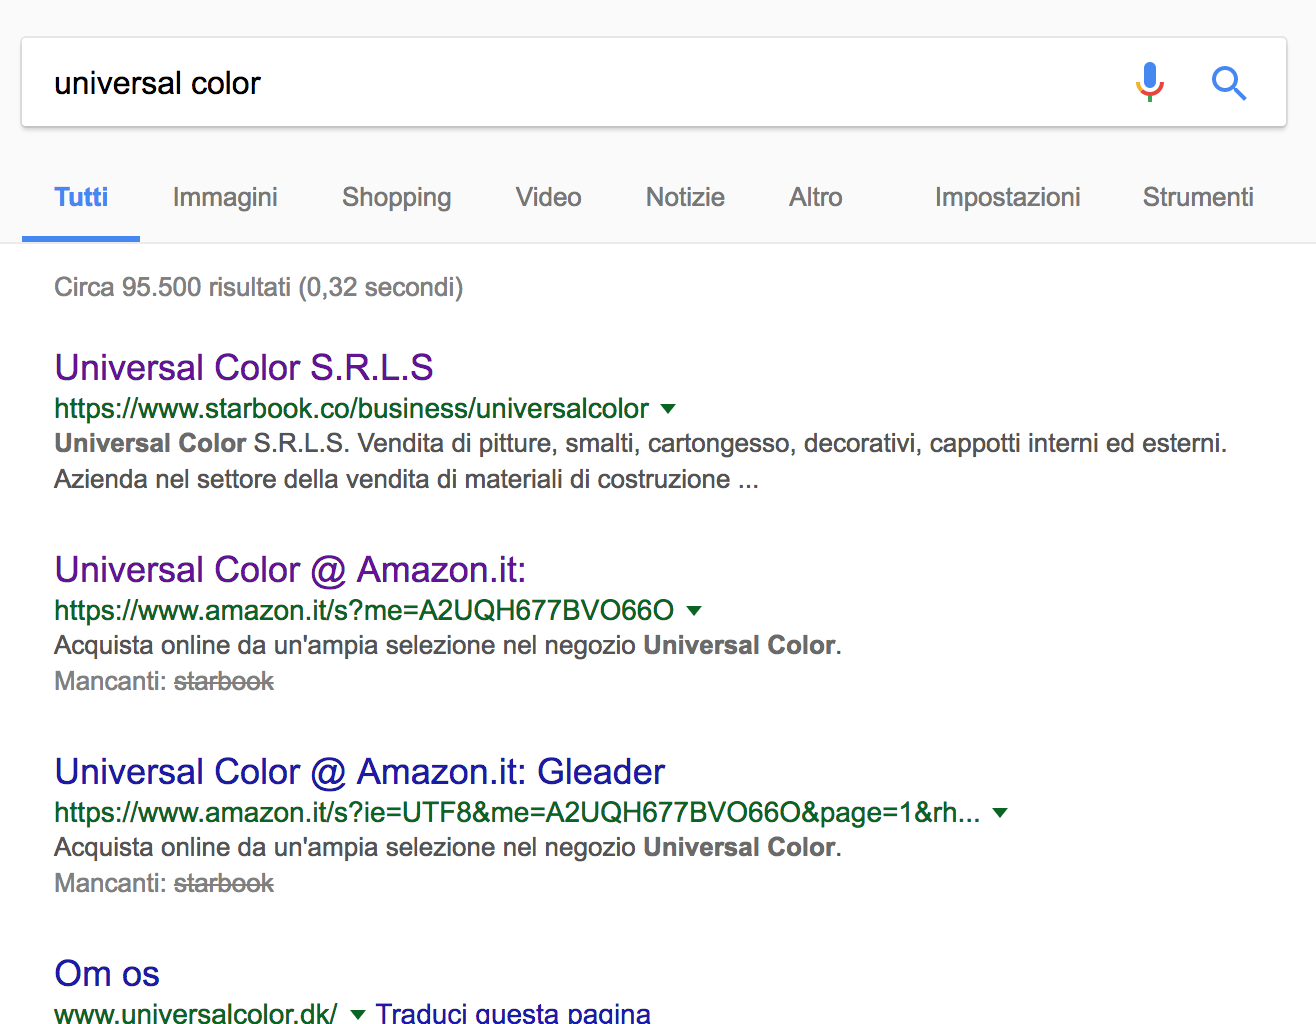 universal color
Tutti Immagini Shopping Video Notizie Altro Impostazioni Strumenti
Circa 95.500 risultati (0,32 secondi)
Universal Color S.R.L.S
https://www.starbook.co/business/universalcolor
Universal Color S.R.L.S. Vendita di pitture, smalti, cartongesso, decorativi, cappotti interni ed esterni.
Azienda nel settore della vendita di materiali di costruzione ...
Universal Color @ Amazon.it:
https://www.amazon.it/s?me=A2UQH677BVO66O
Acquista online da un'ampia selezione nel negozio Universal Color.
Mancanti: starbook
Universal Color @ Amazon.it: Gleader
https://www.amazon.it/s?ie=UTF8&me=A2UQH677BVO66O&page=1&rh...
Acquista online da un'ampia selezione nel negozio Universal Color.
Mancanti: starbook
Om os
www.universalcolor.dk/ Traduci questa pagina